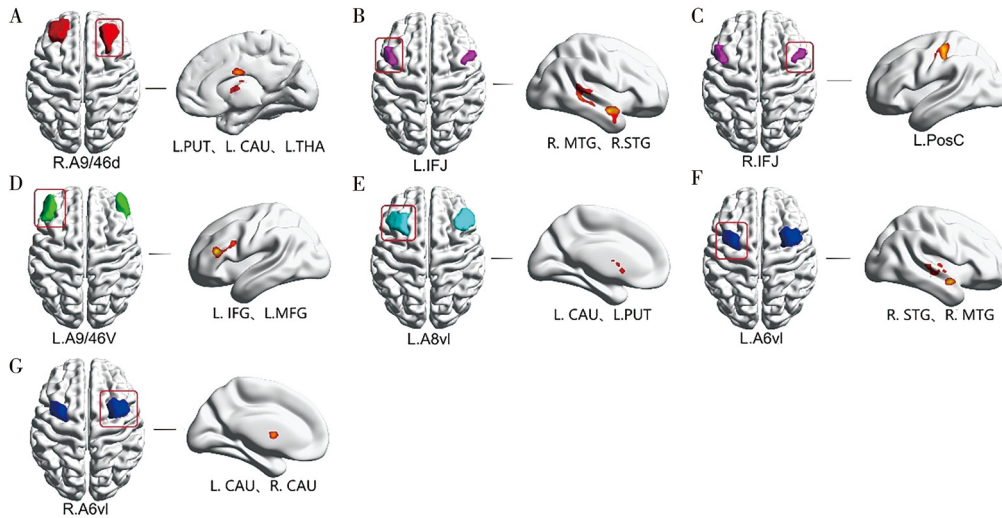 A
R.A9/46d
L.PUT、L. CAU、L.THA
B
L.IFJ
R. MTG、R.STG
C
R.IFJ
L.PosC
D
L.A9/46V
L. IFG、L.MFG
E
L.A8vl
L. CAU、L.PUT
F
L.A6vl
R. STG、R. MTG
G
R.A6vl
L. CAU、R. CAU